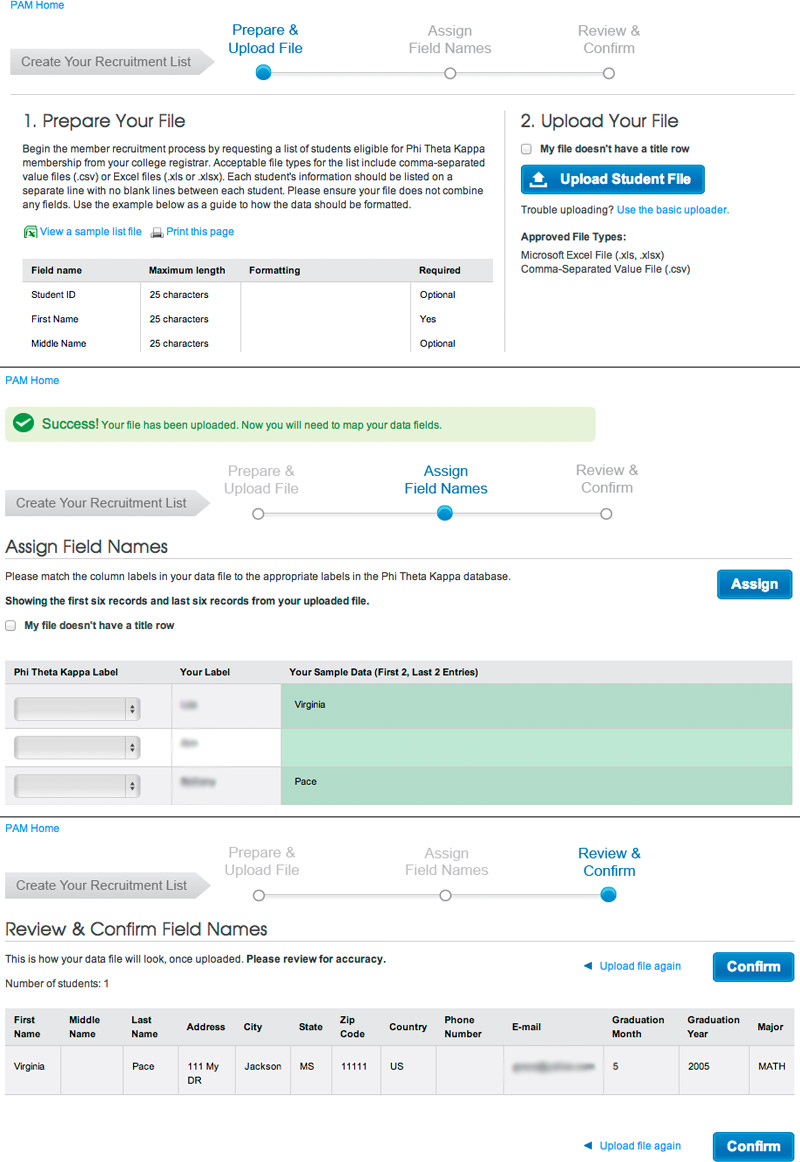 PAM Home
Prepare &
Upload File
Assign
Field Names
Review &
Confirm
Create Your Recruitment List
1. Prepare Your File
Begin the member recruitment process by requesting a list of students eligible for Phi Theta Kappa
membership from your college registrar. Acceptable file types for the list include comma-separated
value files (.csv) or Excel files (.xls or .xlsx). Each student's information should be listed on a
separate line with no blank lines between each student. Please ensure your file does not combine
any fields. Use the example below as a guide to how the data should be formatted.
View a sample list file Print this page
Field name Maximum length Formatting Required
Student ID 25 characters Optional
First Name 25 characters Yes
Middle Name 25 characters Optional
2. Upload Your File
My file doesn't have a title row
Upload Student File
Trouble uploading? Use the basic uploader.
Approved File Types:
Microsoft Excel File (.xls, .xlsx)
Comma-Separated Value File (.csv)
PAM Home
Success! Your file has been uploaded. Now you will need to map your data fields.
Prepare &
Upload File
Assign
Field Names
Review &
Confirm
Create Your Recruitment List
Assign Field Names
Please match the column labels in your data file to the appropriate labels in the Phi Theta Kappa database.
Assign
Showing the first six records and last six records from your uploaded file.
My file doesn't have a title row
Phi Theta Kappa Label Your Label Your Sample Data (First 2, Last 2 Entries)
Virginia
Pace
PAM Home
Prepare &
Upload File
Assign
Field Names
Review &
Confirm
Create Your Recruitment List
Review & Confirm Field Names
This is how your data file will look, once uploaded. Please review for accuracy.
Upload file again
Confirm
Number of students: 1
First Name Middle Name Last Name Address City State Zip Code Country Phone Number E-mail Graduation Month Graduation Year Major
Virginia Pace 111 My DR Jackson MS 11111 US 5 2005 MATH
Upload file again
Confirm